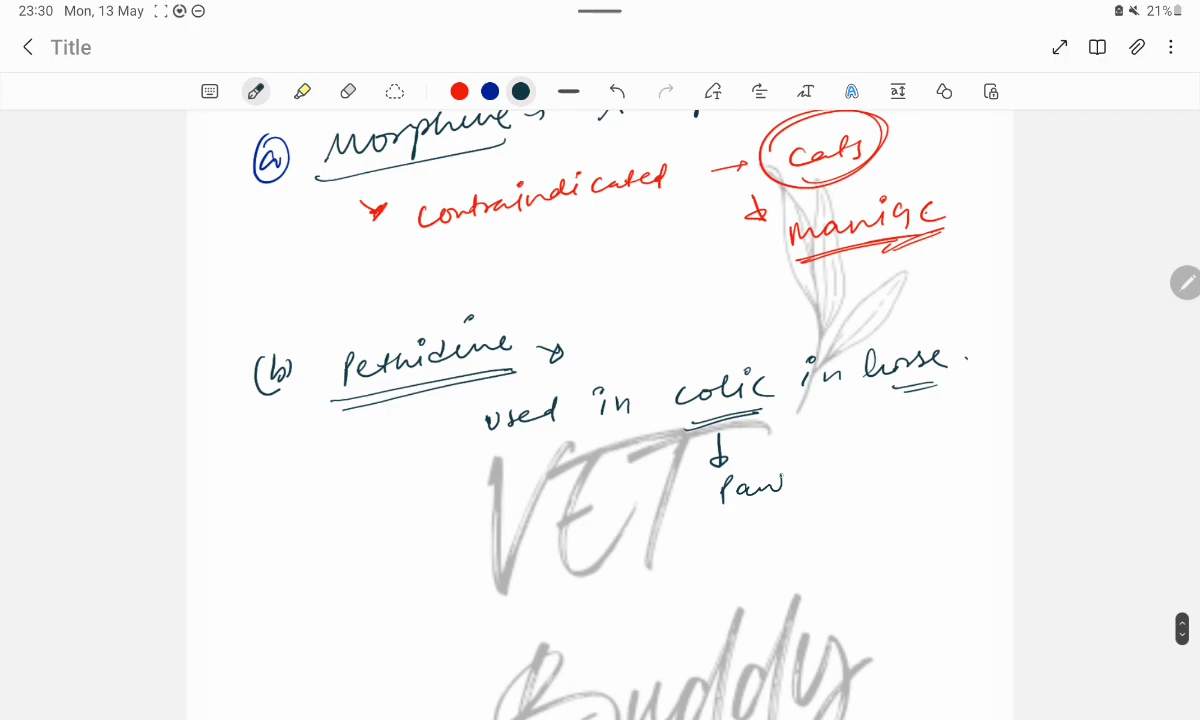 23:30 Mon, 13 May 21%
Title
(a) Morphine
contraindicated → cats
↓
maniac
(b) Pethidine →
used in colic in horse.
↓
Pain
VET
Buddy